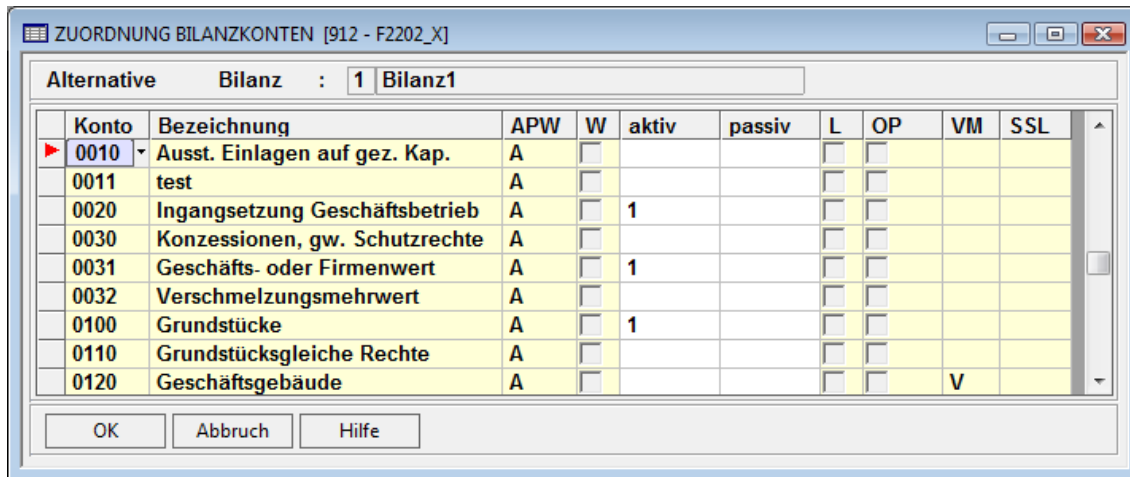 ZUORDNUNG BILANZKONTEN [912 - F2202_X]
Alternative Bilanz : 1 Bilanz1
Konto Bezeichnung APW W aktiv passiv L OP VM SSL
0010 Ausst. Einlagen auf gez. Kap. A
0011 test A
0020 Ingangsetzung Geschäftsbetrieb A 1
0030 Konzessionen, gw. Schutzrechte A
0031 Geschäfts- oder Firmenwert A 1
0032 Verschmelzungsmehrwert A
0100 Grundstücke A 1
0110 Grundstücksgleiche Rechte A
0120 Geschäftsgebäude A V
OK Abbruch Hilfe